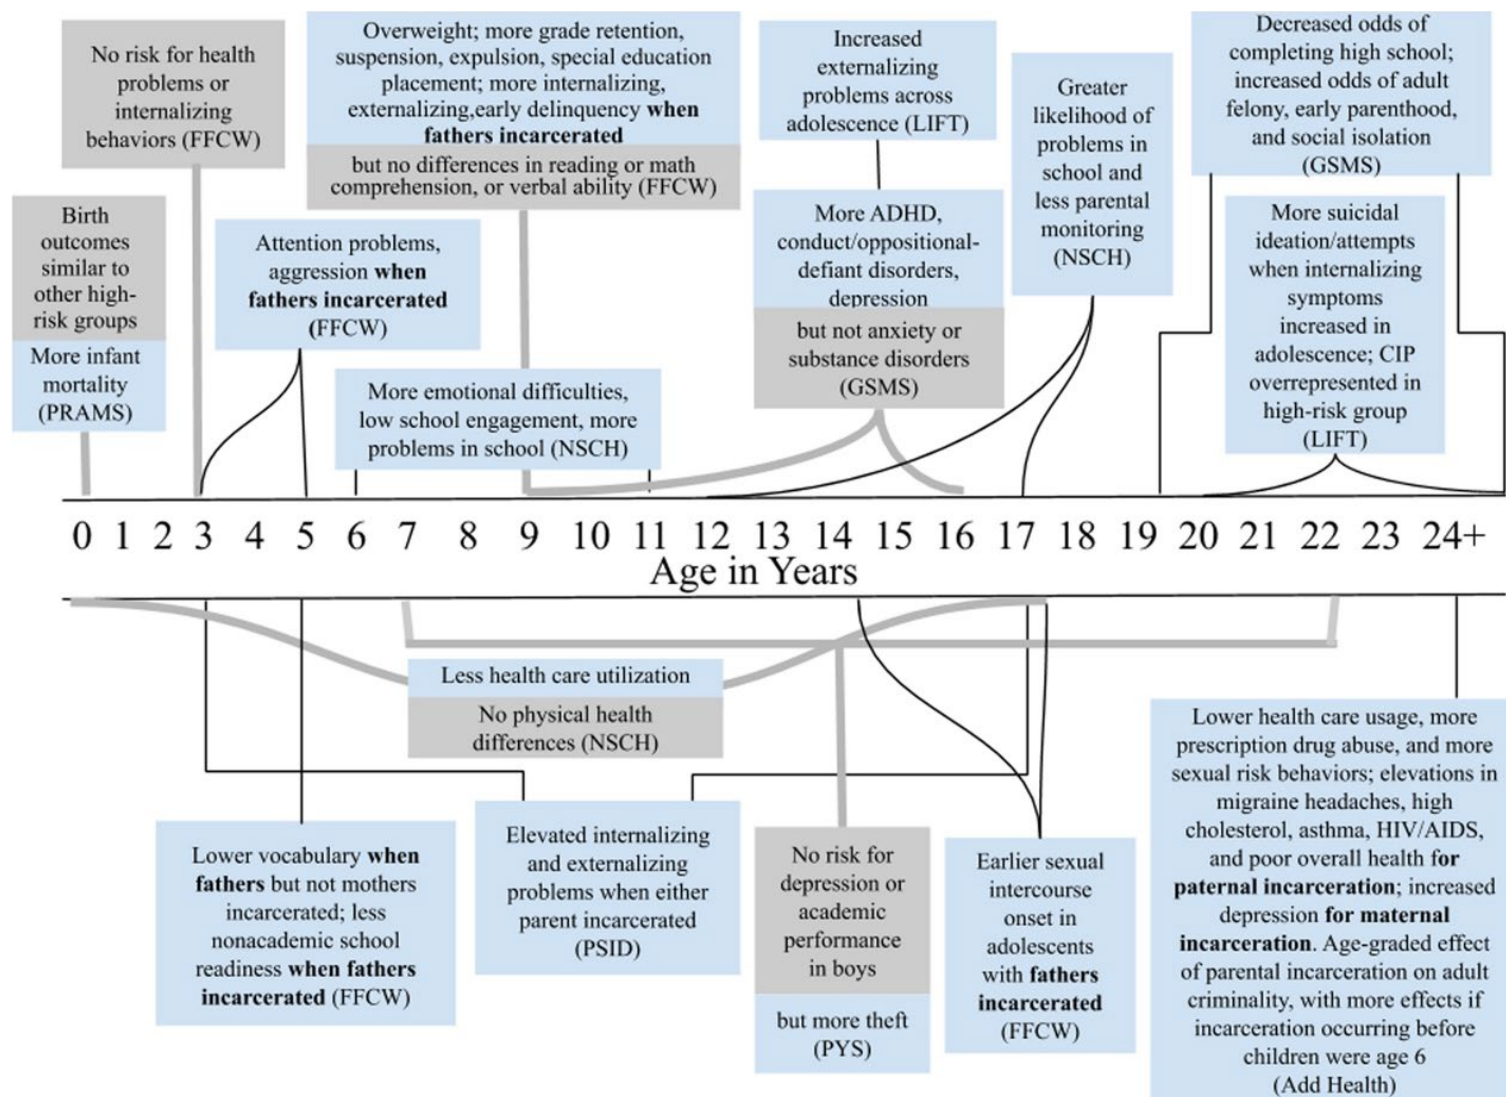 No risk for health
problems or
internalizing
behaviors (FFCW)
Overweight; more grade retention,
suspension, expulsion, special education
placement; more internalizing,
externalizing,early delinquency when
fathers incarcerated
but no differences in reading or math
comprehension, or verbal ability (FFCW)
Increased
externalizing
problems across
adolescence (LIFT)
Greater
likelihood of
problems in
school and
less parental
monitoring
(NSCH)
Decreased odds of
completing high school;
increased odds of adult
felony, early parenthood,
and social isolation
(GSMS)
Birth
outcomes
similar to
other high-
risk groups
More infant
mortality
(PRAMS)
Attention problems,
aggression when
fathers incarcerated
(FFCW)
More ADHD,
conduct/oppositional-
defiant disorders,
depression
but not anxiety or
substance disorders
(GSMS)
More suicidal
ideation/attempts
when internalizing
symptoms
increased in
adolescence; CIP
overrepresented in
high-risk group
(LIFT)
More emotional difficulties,
low school engagement, more
problems in school (NSCH)
0 1 2 3 4 5 6 7 8 9 10 11 12 13 14 15 16 17 18 19 20 21 22 23 24+
Age in Years
Less health care utilization
No physical health
differences (NSCH)
Lower vocabulary when
fathers but not mothers
incarcerated; less
nonacademic school
readiness when fathers
incarcerated (FFCW)
Elevated internalizing
and externalizing
problems when either
parent incarcerated
(PSID)
No risk for
depression or
academic
performance
in boys
but more theft
(PYS)
Earlier sexual
intercourse
onset in
adolescents
with fathers
incarcerated
(FFCW)
Lower health care usage, more
prescription drug abuse, and more
sexual risk behaviors; elevations in
migraine headaches, high
cholesterol, asthma, HIV/AIDS,
and poor overall health for
paternal incarceration; increased
depression for maternal
incarceration. Age-graded effect
of parental incarceration on adult
criminality, with more effects if
incarceration occurring before
children were age 6
(Add Health)